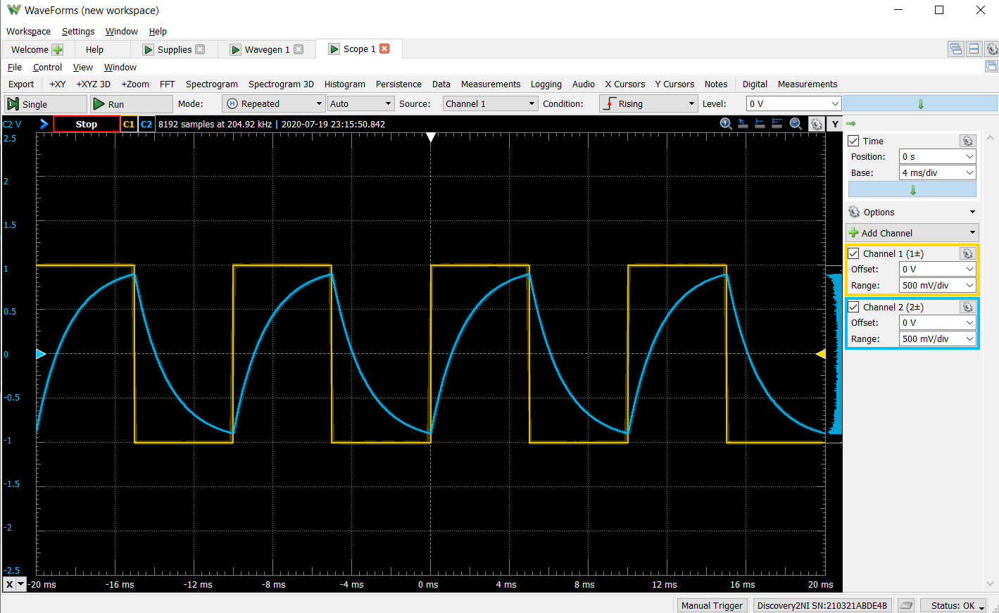 WaveForms (new workspace)
Workspace Settings Window Help
Welcome Help Supplies Wavegen 1 Scope 1
File Control View Window
Export +XY +XYZ 3D +Zoom FFT Spectrogram Spectrogram 3D Histogram Persistence Data Measurements Logging Audio X Cursors Y Cursors Notes Digital Measurements
Single Run Mode: Repeated Auto Source: Channel 1 Condition: Rising Level: 0 V
C2 V Stop C1 C2 8192 samples at 204.92 kHz | 2020-07-19 23:15:50.842 Y
2.5
2
1.5
1
0.5
0
-0.5
-1
-1.5
-2
-2.5
X -20 ms -16 ms -12 ms -8 ms -4 ms 0 ms 4 ms 8 ms 12 ms 16 ms 20 ms
Time
Position: 0 s
Base: 4 ms/div
Options
Add Channel
Channel 1 (1±)
Offset: 0 V
Range: 500 mV/div
Channel 2 (2±)
Offset: 0 V
Range: 500 mV/div
Manual Trigger Discovery2NI SN:210321ABDE4B Status: OK